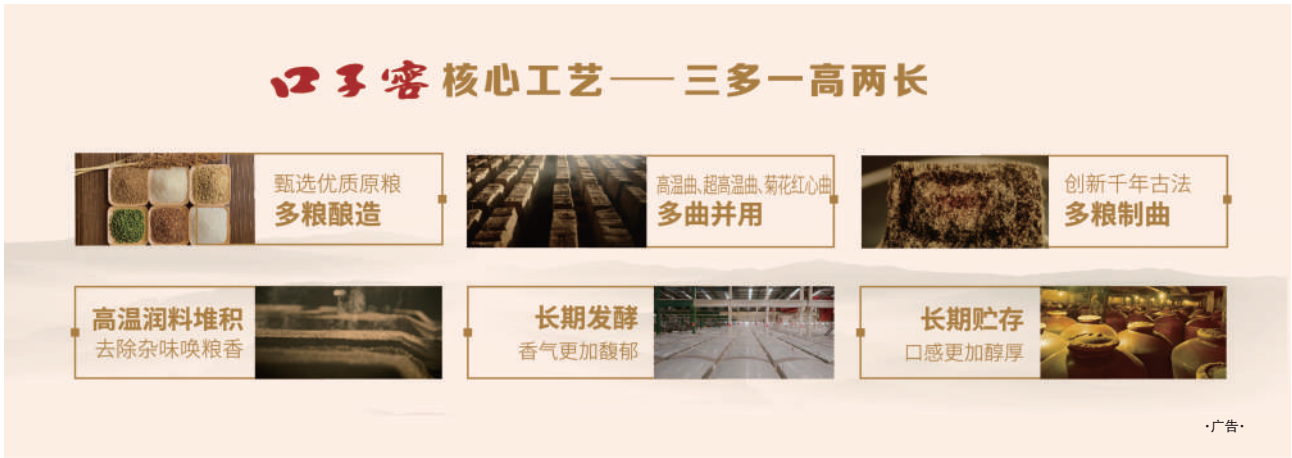 口子窖核心工艺——三多一高两长
甄选优质原粮
多粮酿造
高温曲、超高温曲、菊花红心曲
多曲并用
创新千年古法
多粮制曲
高温润料堆积
去除杂味唤粮香
长期发酵
香气更加馥郁
长期贮存
口感更加醇厚
·广告·